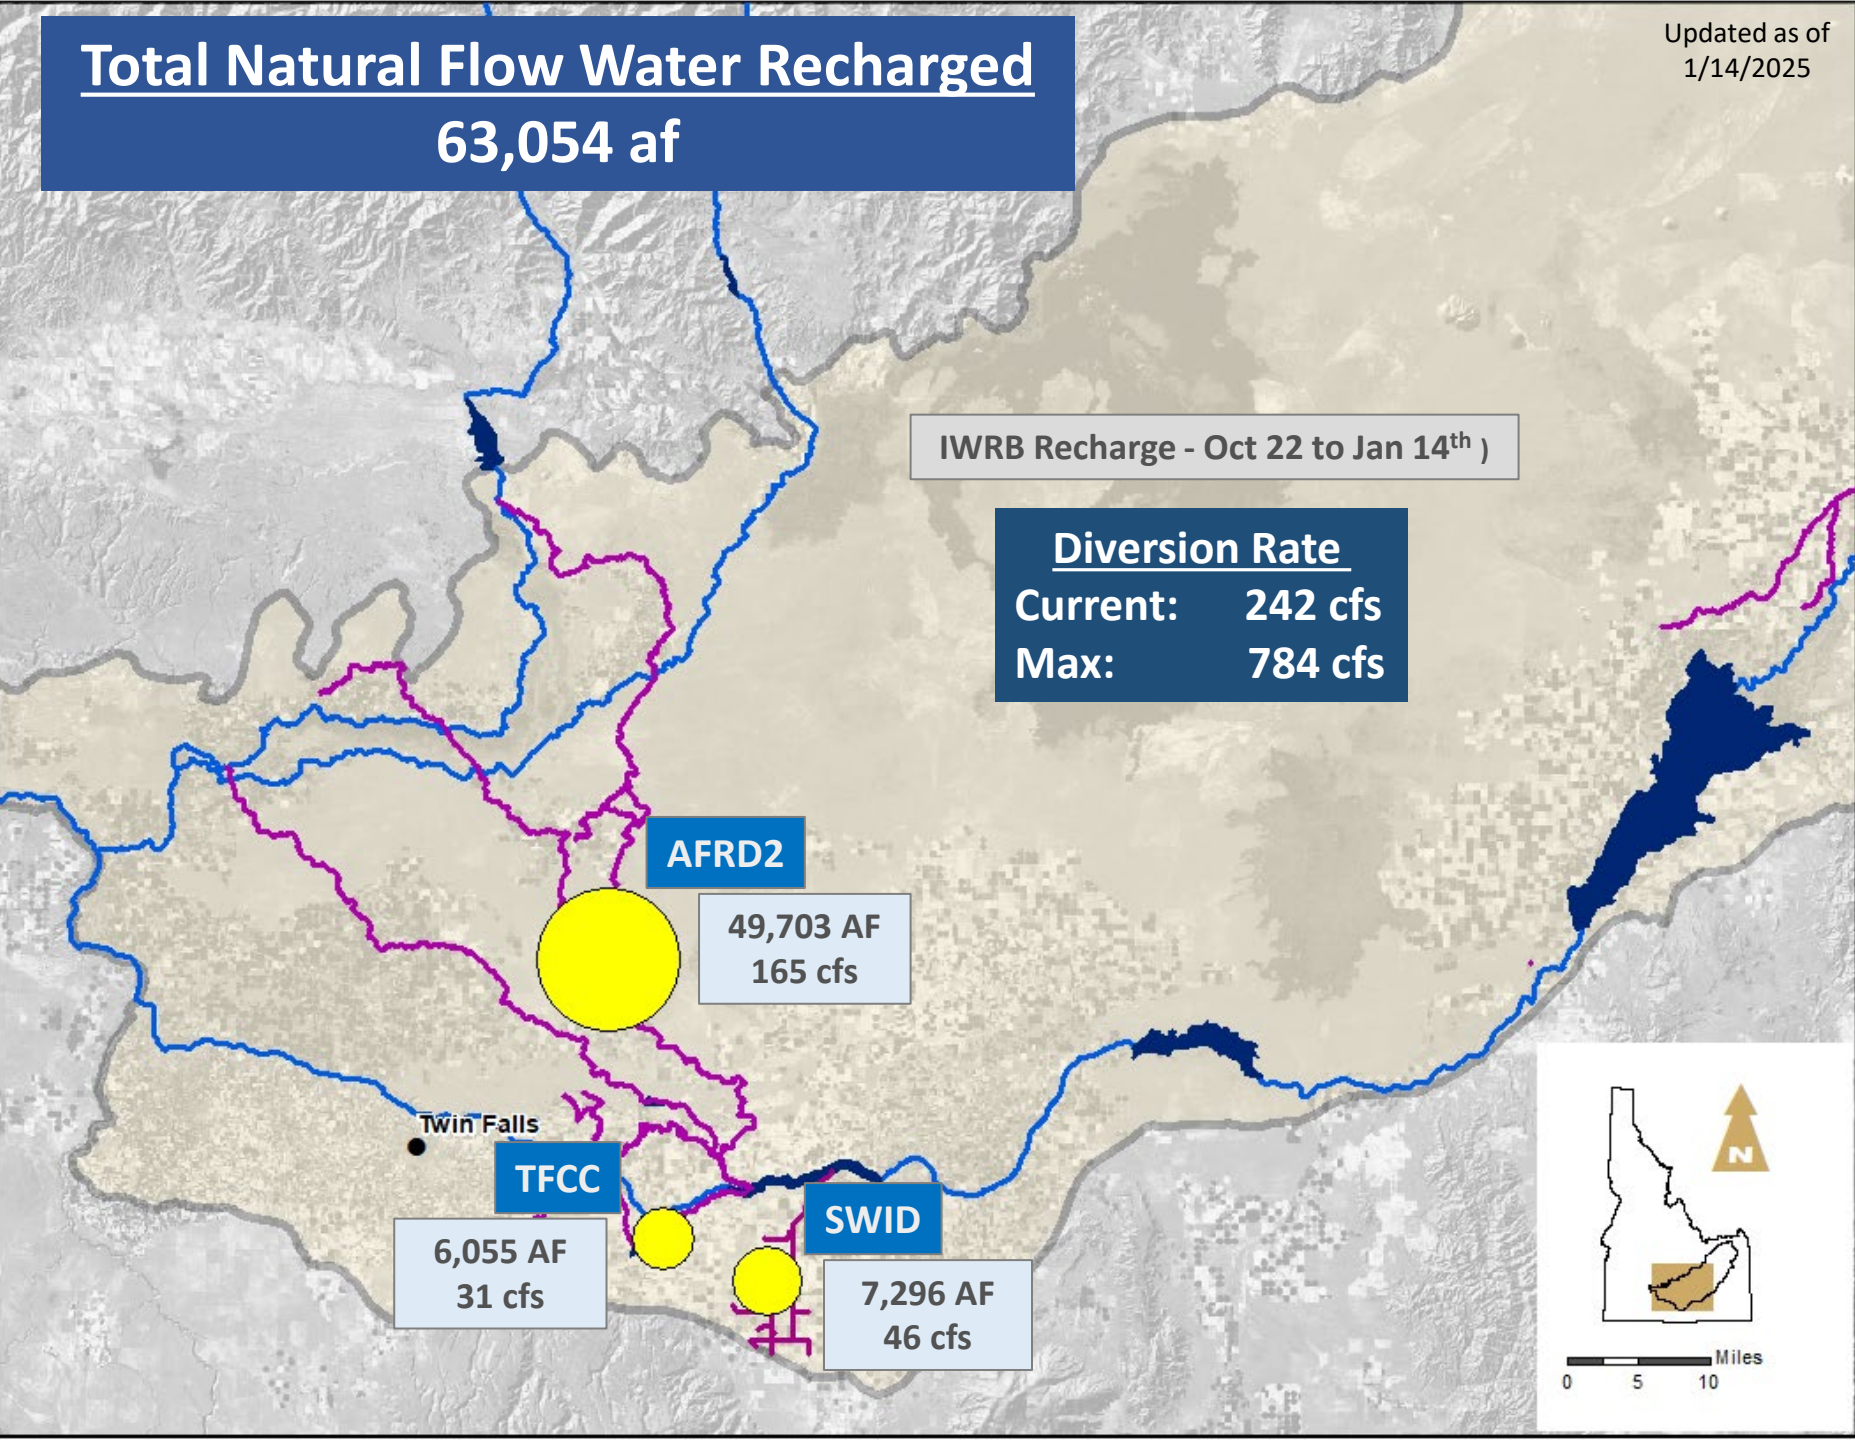 Total Natural Flow Water Recharged
63,054 af
Updated as of
1/14/2025
IWRB Recharge - Oct 22 to Jan 14th )
Diversion Rate
Current: 242 cfs
Max: 784 cfs
AFRD2
49,703 AF
165 cfs
Twin Falls
TFCC
6,055 AF
31 cfs
SWID
7,296 AF
46 cfs
N
Miles
0 5 10